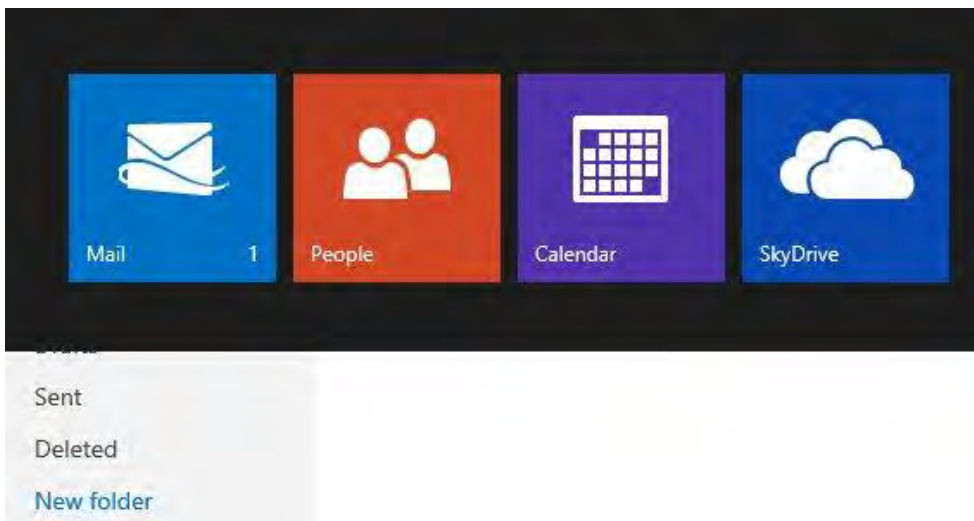 Mail 1
People
Calendar
SkyDrive
Sent
Deleted
New folder